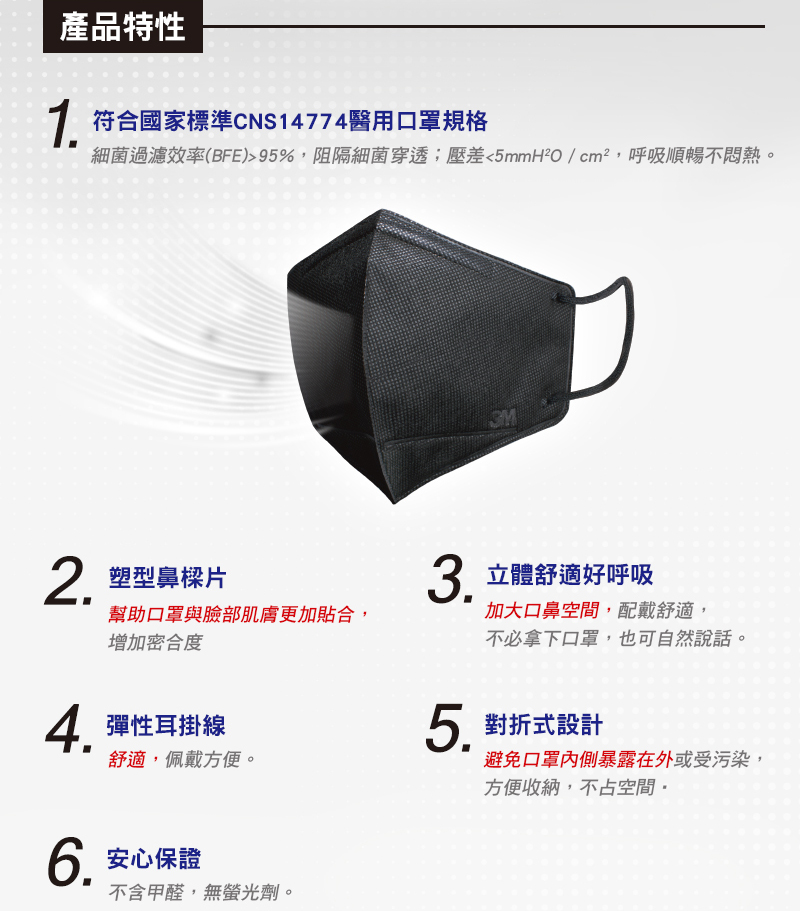 產品特性
1. 符合國家標準CNS14774醫用口罩規格
細菌過濾效率(BFE)>95%，阻隔細菌穿透；壓差<5mmH²O / cm²，呼吸順暢不悶熱。
3M
2. 塑型鼻樑片
幫助口罩與臉部肌膚更加貼合，
增加密合度
3. 立體舒適好呼吸
加大口鼻空間，配戴舒適，
不必拿下口罩，也可自然說話。
4. 彈性耳掛線
舒適，佩戴方便。
5. 對折式設計
避免口罩內側暴露在外或受污染，
方便收納，不占空間・
6. 安心保證
不含甲醛，無螢光劑。